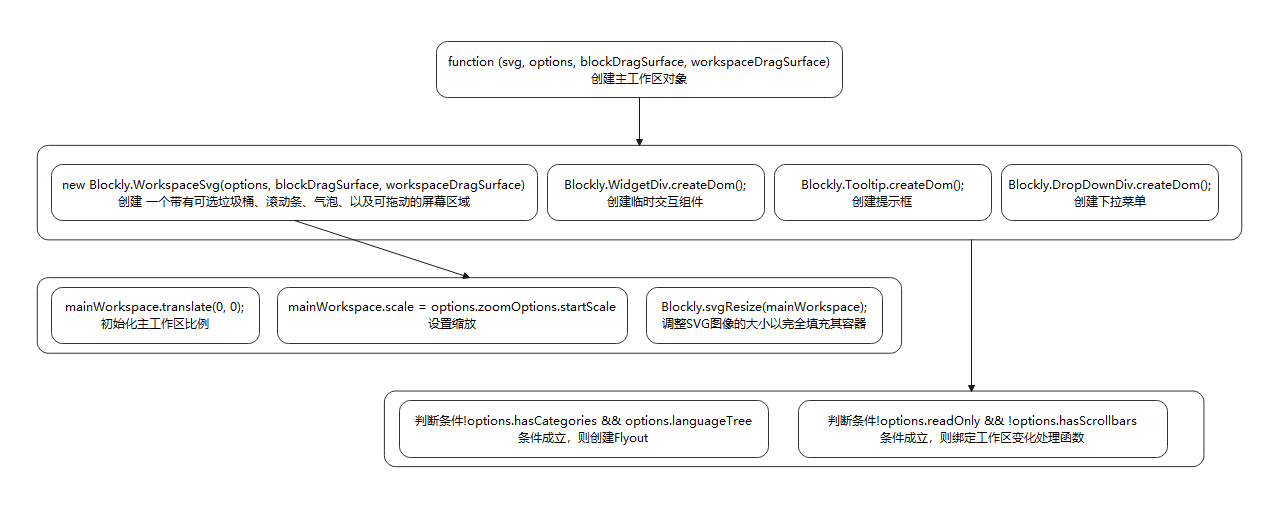 function (svg, options, blockDragSurface, workspaceDragSurface)
创建主工作区对象
new Blockly.WorkspaceSvg(options, blockDragSurface, workspaceDragSurface)
创建 一个带有可选垃圾桶、滚动条、气泡、以及可拖动的屏幕区域
Blockly.WidgetDiv.createDom();
创建临时交互组件
Blockly.Tooltip.createDom();
创建提示框
Blockly.DropDownDiv.createDom();
创建下拉菜单
mainWorkspace.translate(0, 0);
初始化主工作区比例
mainWorkspace.scale = options.zoomOptions.startScale
设置缩放
Blockly.svgResize(mainWorkspace);
调整SVG图像的大小以完全填充其容器
判断条件!options.hasCategories && options.languageTree
条件成立，则创建Flyout
判断条件!options.readOnly && !options.hasScrollbars
条件成立，则绑定工作区变化处理函数